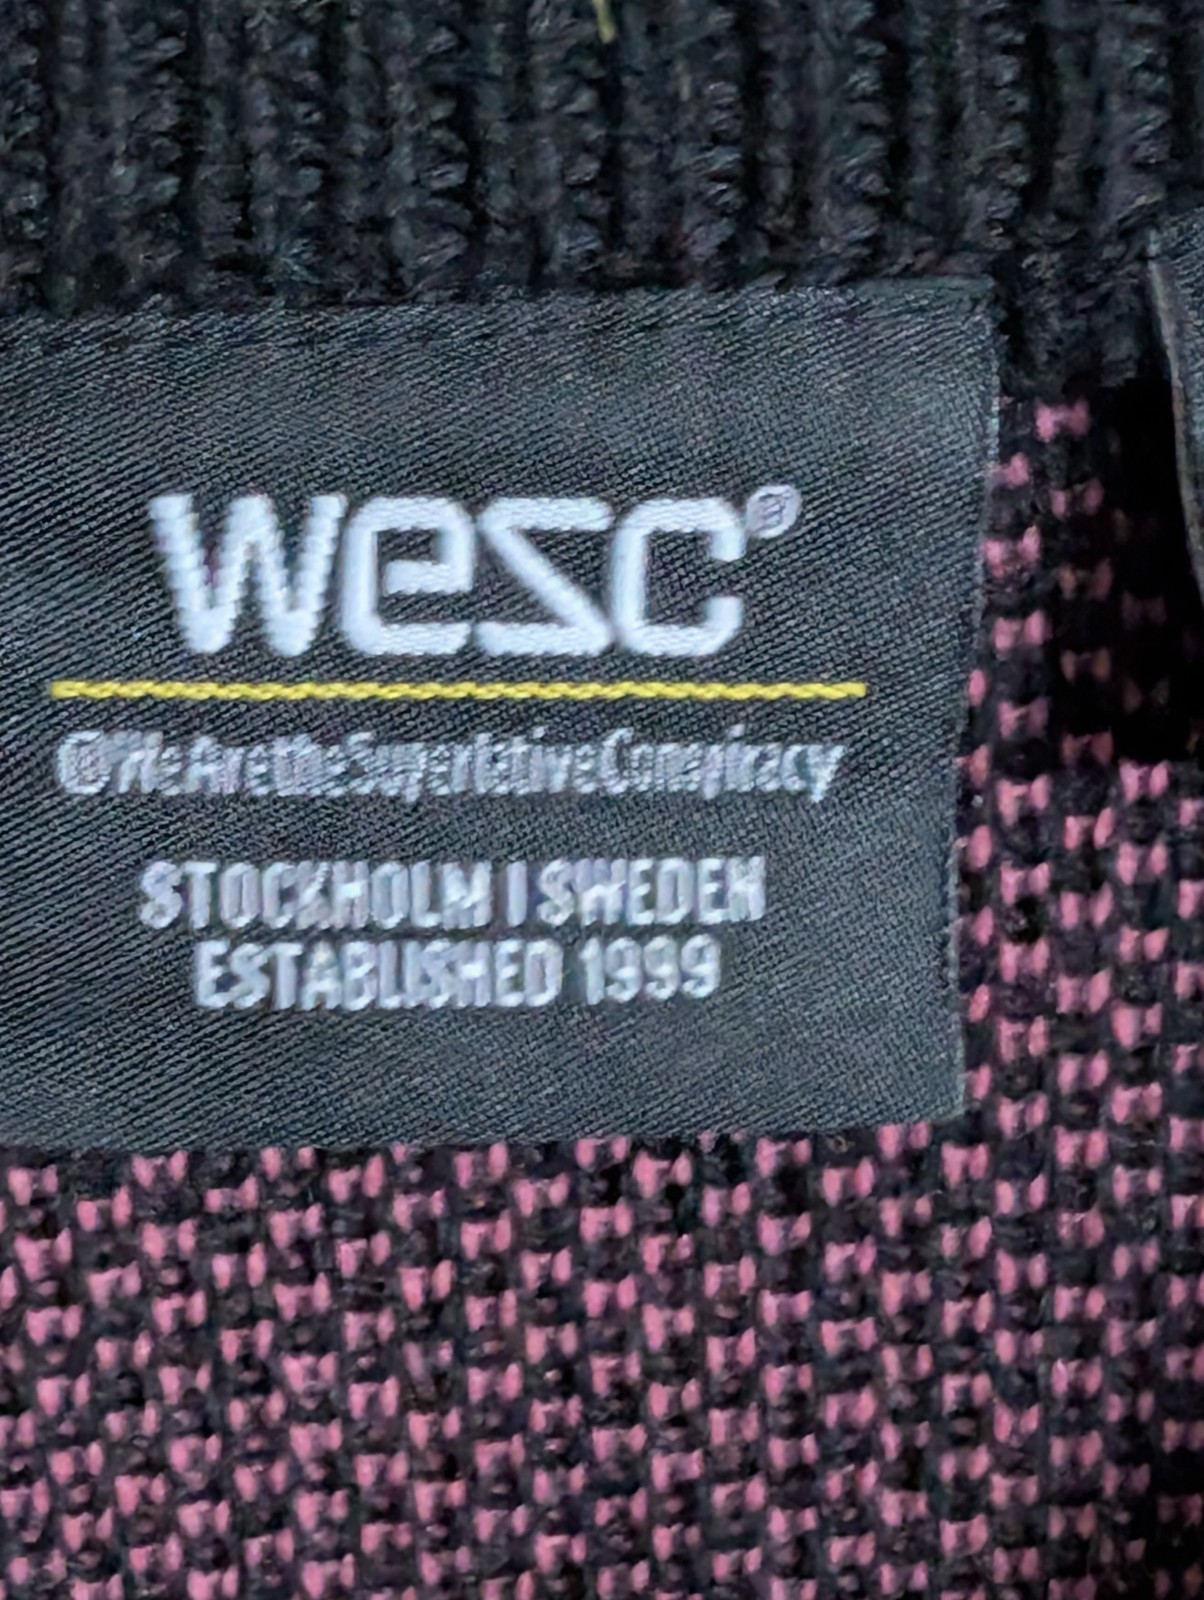 wesc®
©WeAretheSuperlativeConspiracy
STOCKHOLM | SWEDEN
ESTABLISHED 1999